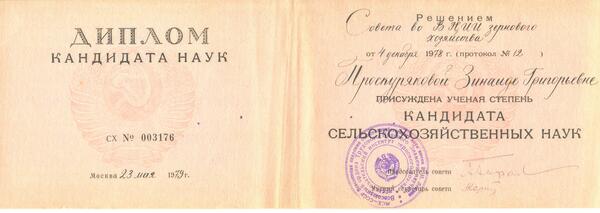 ДИПЛОМ
КАНДИДАТА НАУК
СХ № 003176
Москва 23 мая 1979 г.
Решением
Совета во ВНИИ зернового
хозяйства
от 4 декабря 1978 г. (протокол № 12)
Проскуряковой Зинаиде Григорьевне
ПРИСУЖДЕНА УЧЕНАЯ СТЕПЕНЬ
КАНДИДАТА
СЕЛЬСКОХОЗЯЙСТВЕННЫХ НАУК
Председатель совета
Ученый секретарь совета